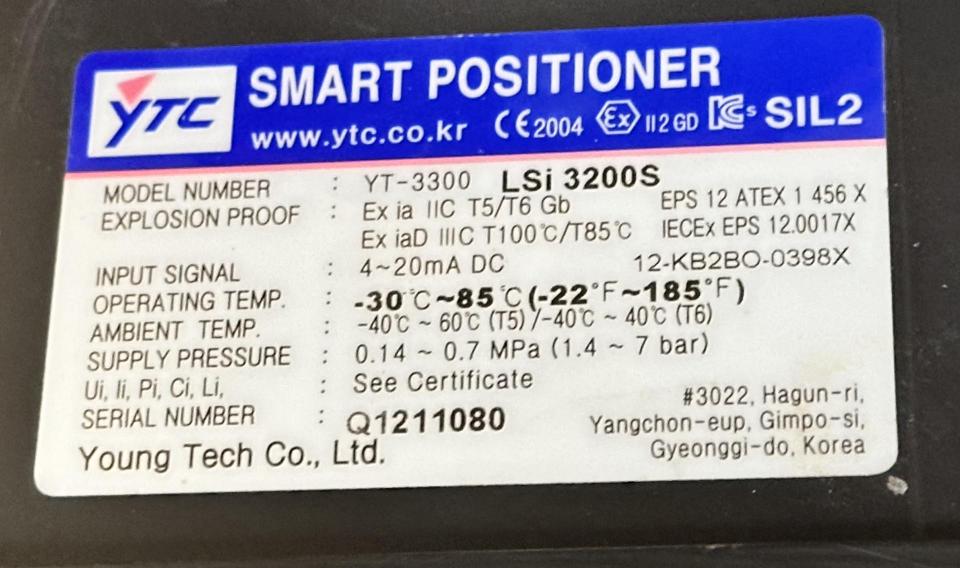 YTC
SMART POSITIONER
www.ytc.co.kr CE 2004 Ex II 2 GD KCs SIL2
MODEL NUMBER : YT-3300 LSi 3200S
EXPLOSION PROOF : Ex ia IIC T5/T6 Gb EPS 12 ATEX 1 456 X
Ex iaD IIIC T100℃/T85℃ IECEx EPS 12.0017X
INPUT SIGNAL : 4~20mA DC 12-KB2BO-0398X
OPERATING TEMP. : -30℃~85℃(-22°F~185°F)
AMBIENT TEMP. : -40℃ ~ 60℃ (T5) /-40℃ ~ 40℃ (T6)
SUPPLY PRESSURE : 0.14 ~ 0.7 MPa (1.4 ~ 7 bar)
Ui, Ii, Pi, Ci, Li, : See Certificate
SERIAL NUMBER : Q1211080
Young Tech Co., Ltd.
#3022, Hagun-ri,
Yangchon-eup, Gimpo-si,
Gyeonggi-do, Korea